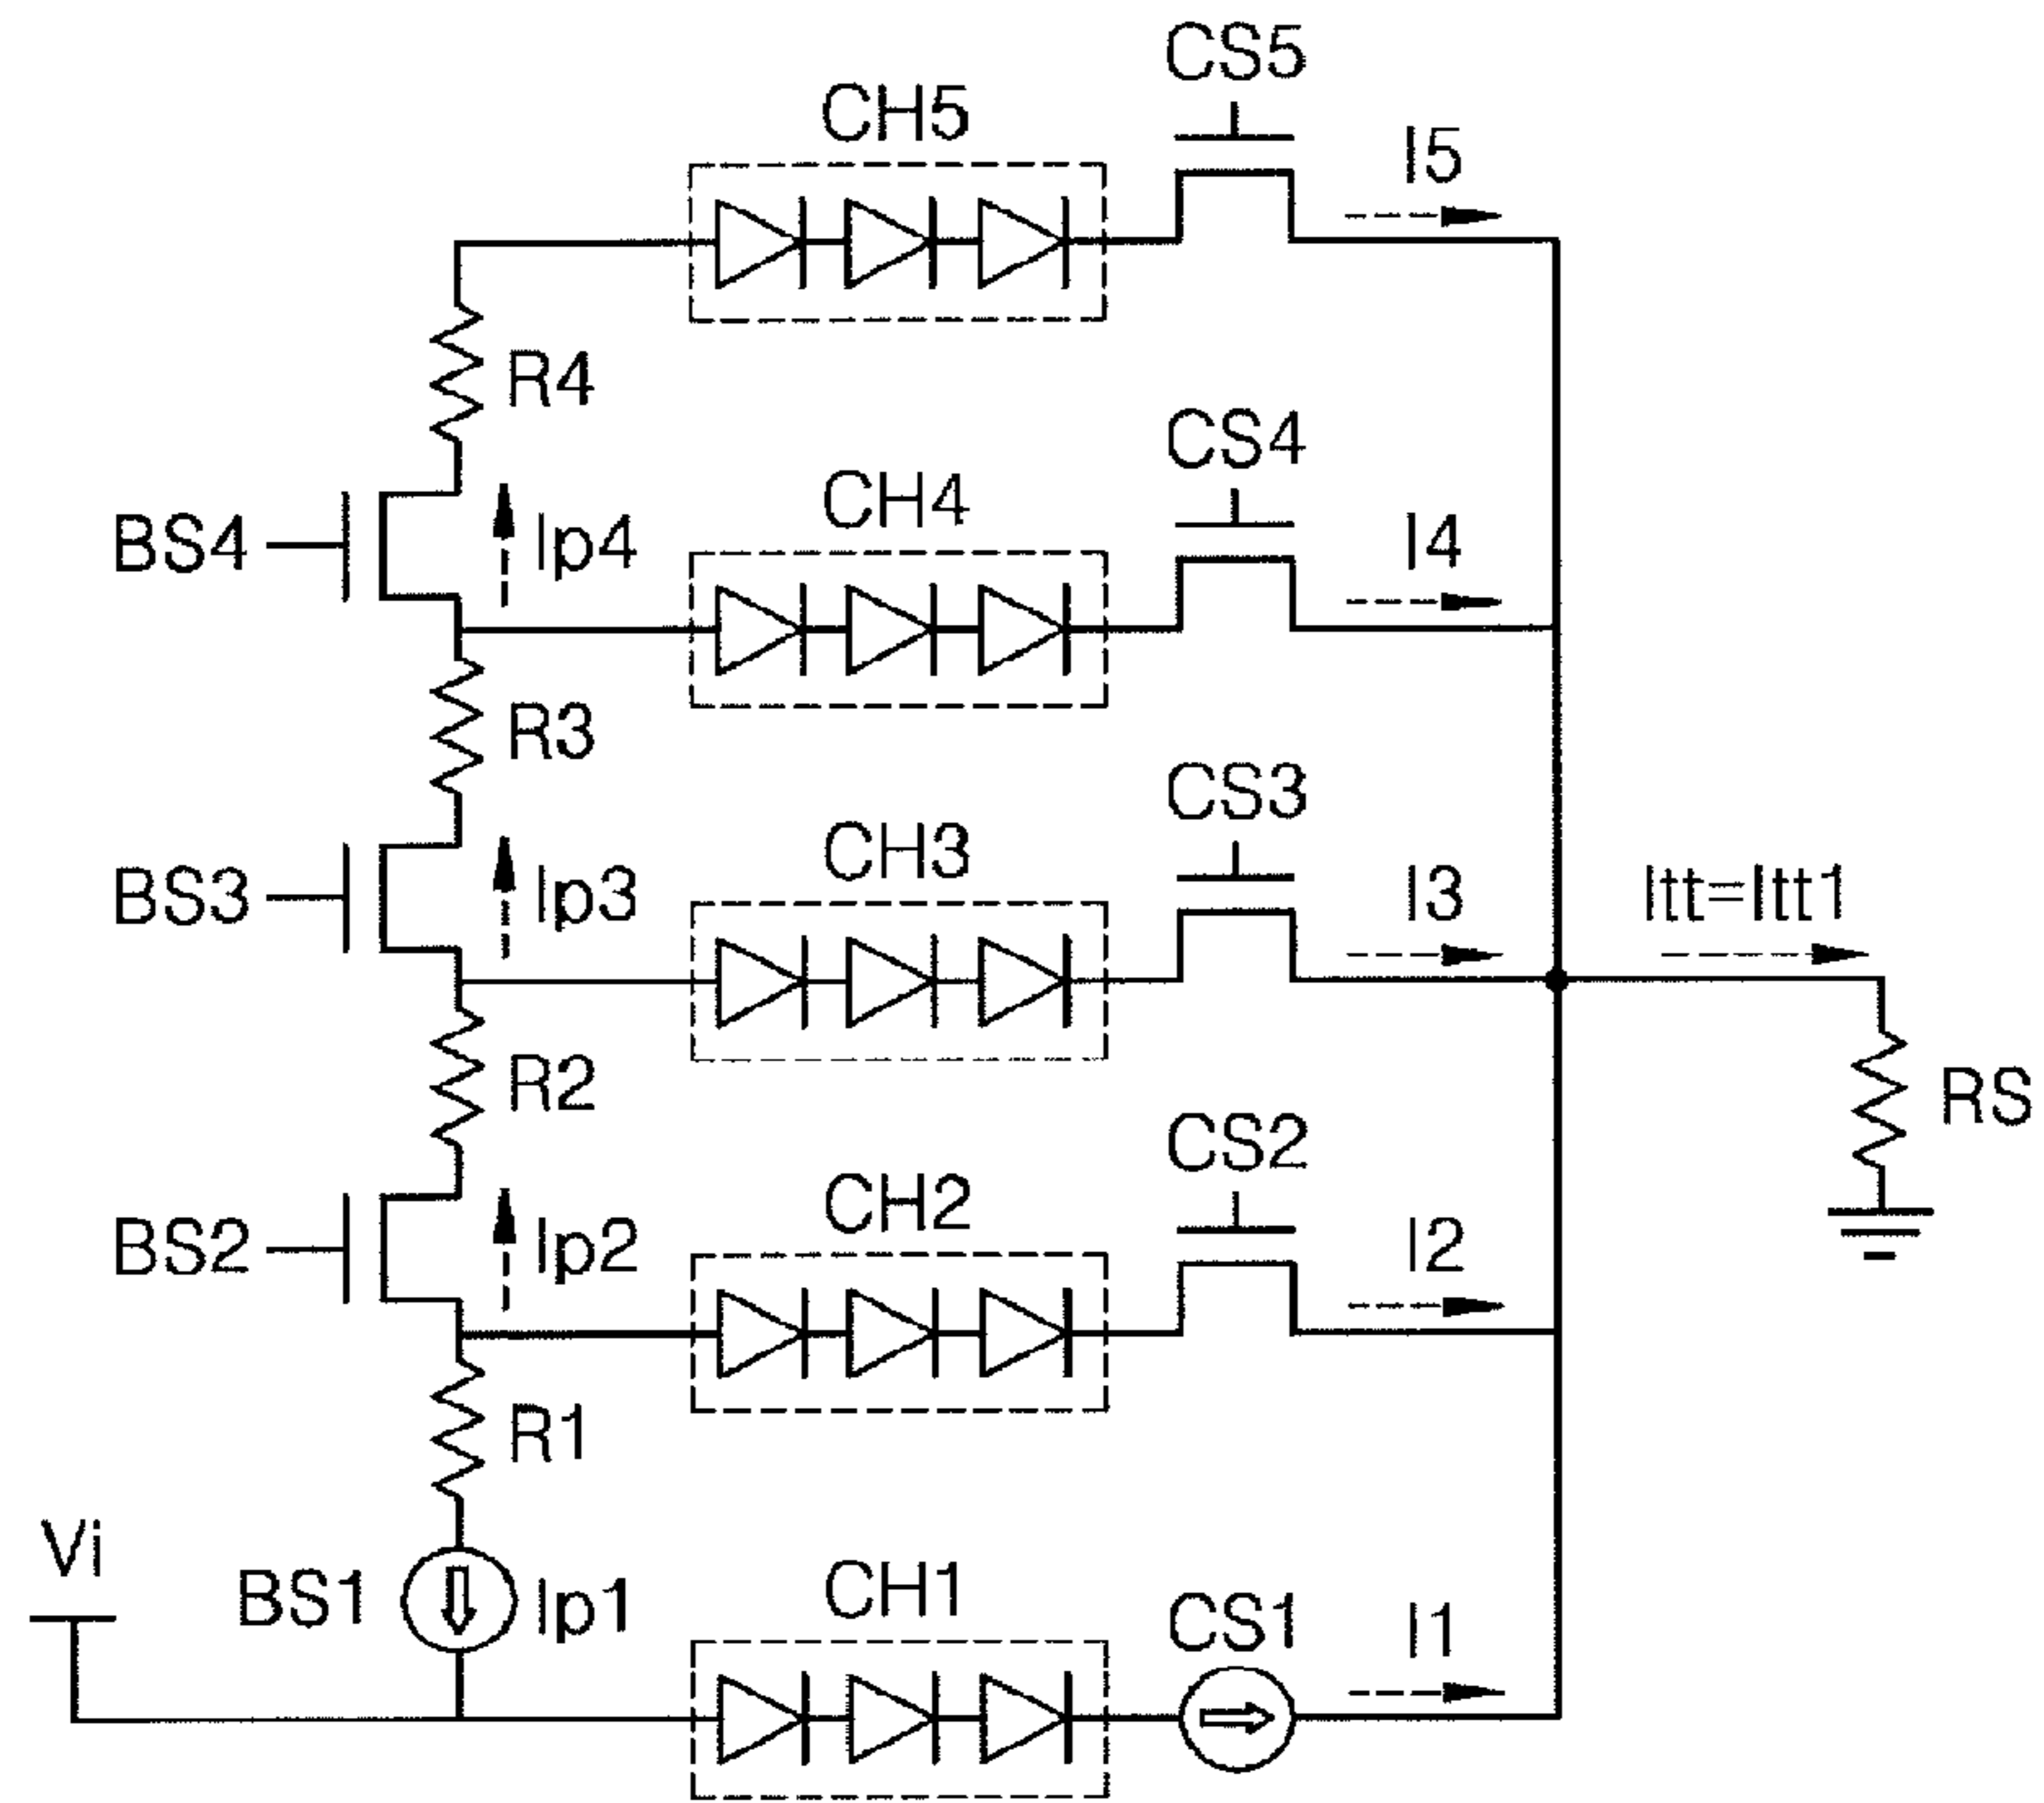 CS5
CH5
I5
R4
CS4
CH4
I4
BS4
Ip4
R3
CS3
CH3
I3
Itt=Itt1
BS3
Ip3
R2
RS
CS2
CH2
I2
BS2
Ip2
R1
Vi
BS1
Ip1
CH1
CS1
I1